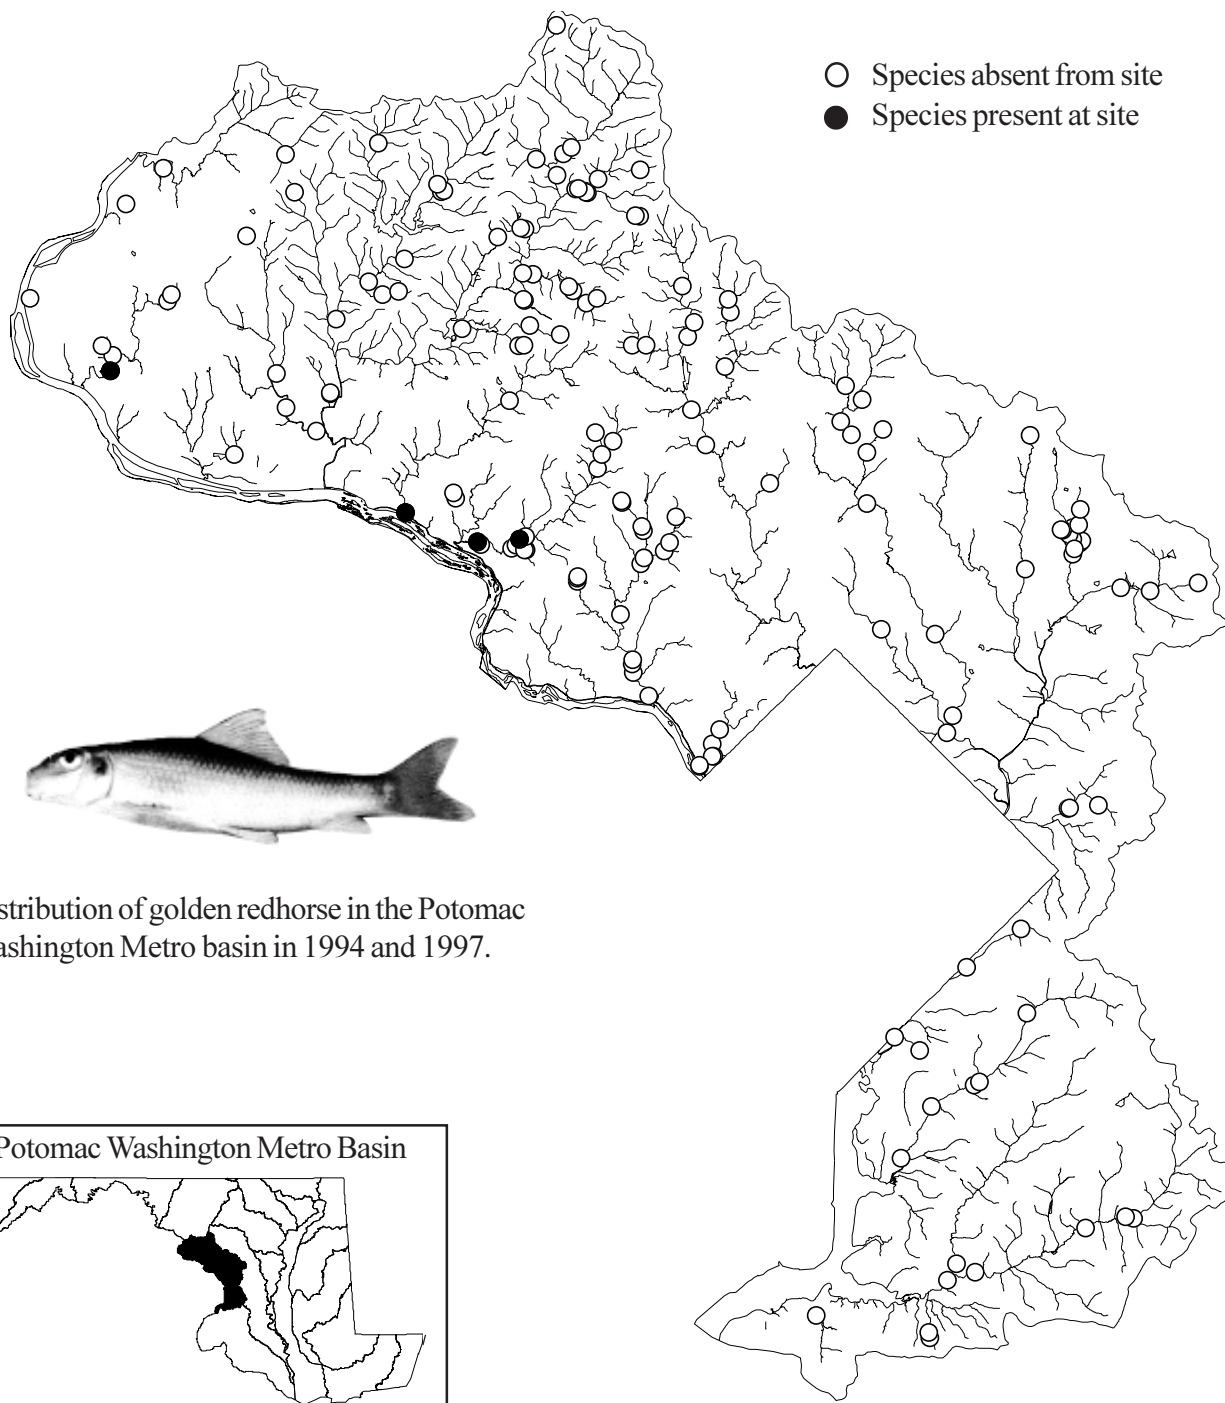 Species absent from site
Species present at site
stribution of golden redhorse in the Potomac
ashington Metro basin in 1994 and 1997.
Potomac Washington Metro Basin